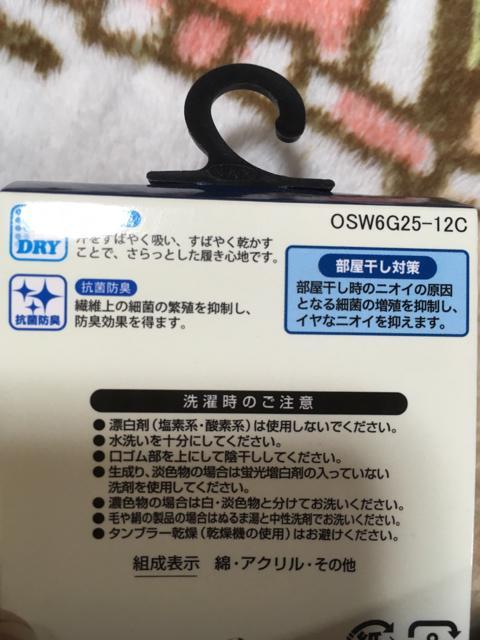 OSW6G25-12C
DRY
汗をすばやく吸い、すばやく乾かす
ことで、さらっとした履き心地です。
抗菌防臭
抗菌防臭
繊維上の細菌の繁殖を抑制し、
防臭効果を得ます。
部屋干し対策
部屋干し時のニオイの原因
となる細菌の増殖を抑制し、
イヤなニオイを抑えます。
洗濯時のご注意
●漂白剤(塩素系・酸素系)は使用しないでください。
●水洗いを十分にしてください。
●口ゴム部を上にして陰干ししてください。
●生成り、淡色物の場合は蛍光増白剤の入っていない
洗剤を使用してください。
●濃色物の場合は白・淡色物と分けてお洗いください。
●毛や絹の製品の場合はぬるま湯と中性洗剤でお洗いください。
●タンブラー乾燥(乾燥機の使用)はお避けください。
組成表示 綿・アクリル・その他